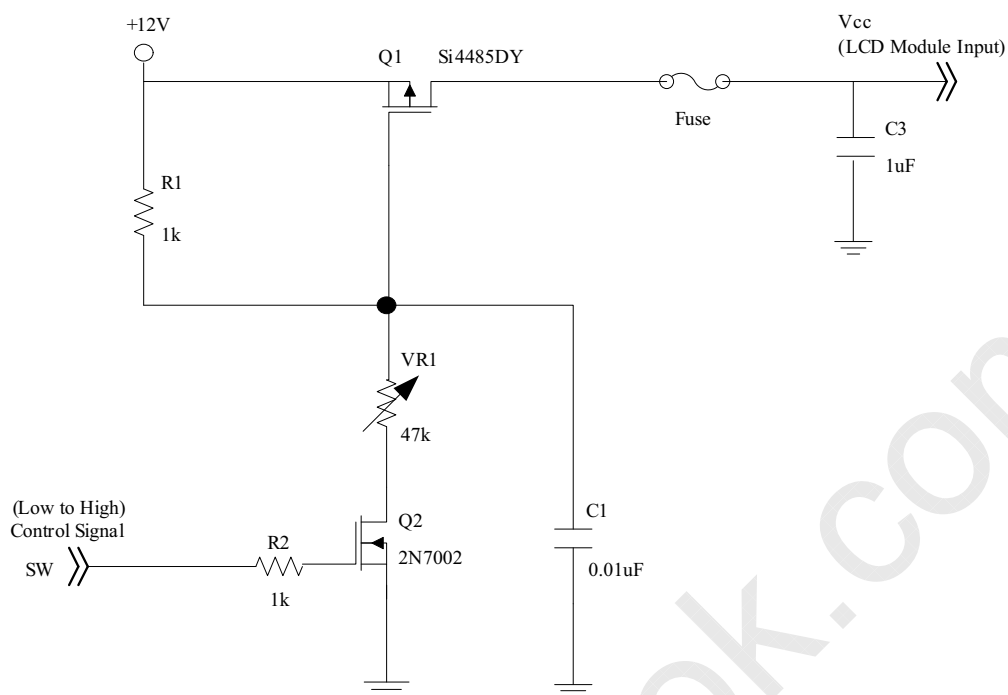 +12V
Q1
Si4485DY
Vcc
(LCD Module Input)
Fuse
C3
1uF
R1
1k
VR1
47k
(Low to High)
Control Signal
SW
R2
1k
Q2
2N7002
C1
0.01uF